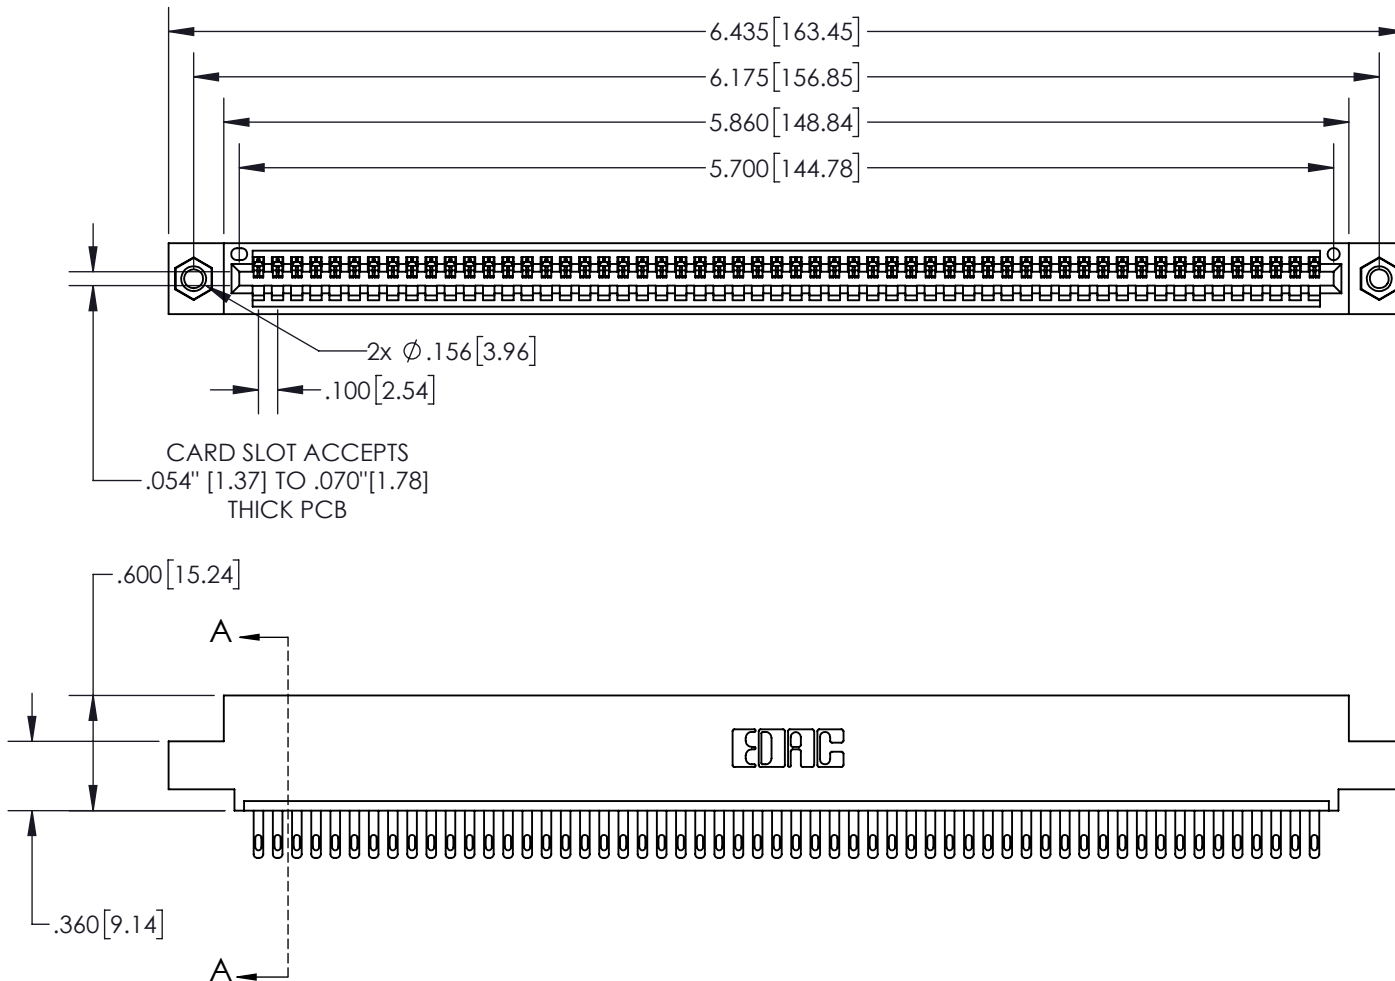 6.435[163.45]
6.175[156.85]
5.860[148.84]
5.700[144.78]
2x Ø.156[3.96]
.100[2.54]
CARD SLOT ACCEPTS
.054" [1.37] TO .070"[1.78]
THICK PCB
.600[15.24]
A
EDAC
.360[9.14]
A